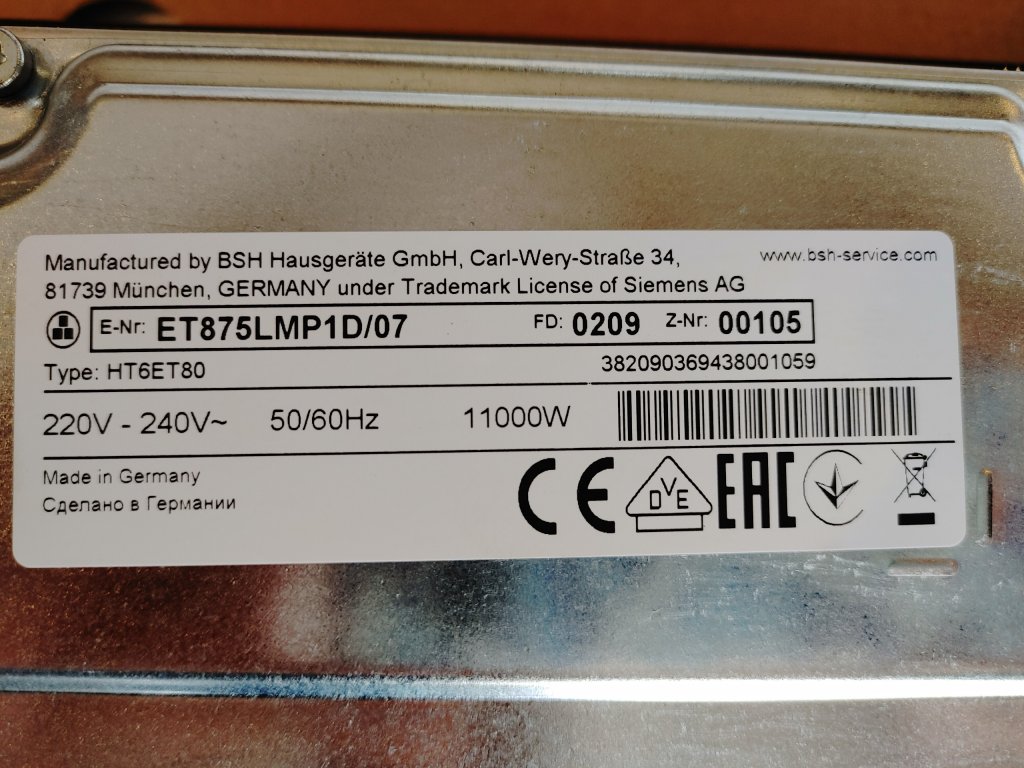 Manufactured by BSH Hausgeräte GmbH, Carl-Wery-Straße 34,
www.bsh-service.com
81739 München, GERMANY under Trademark License of Siemens AG
E-Nr: ET875LMP1D/07 FD: 0209 Z-Nr: 00105
Type: HT6ET80 382090369438001059
220V - 240V~ 50/60Hz 11000W
Made in Germany
Сделано в Германии
CE DVE EAC